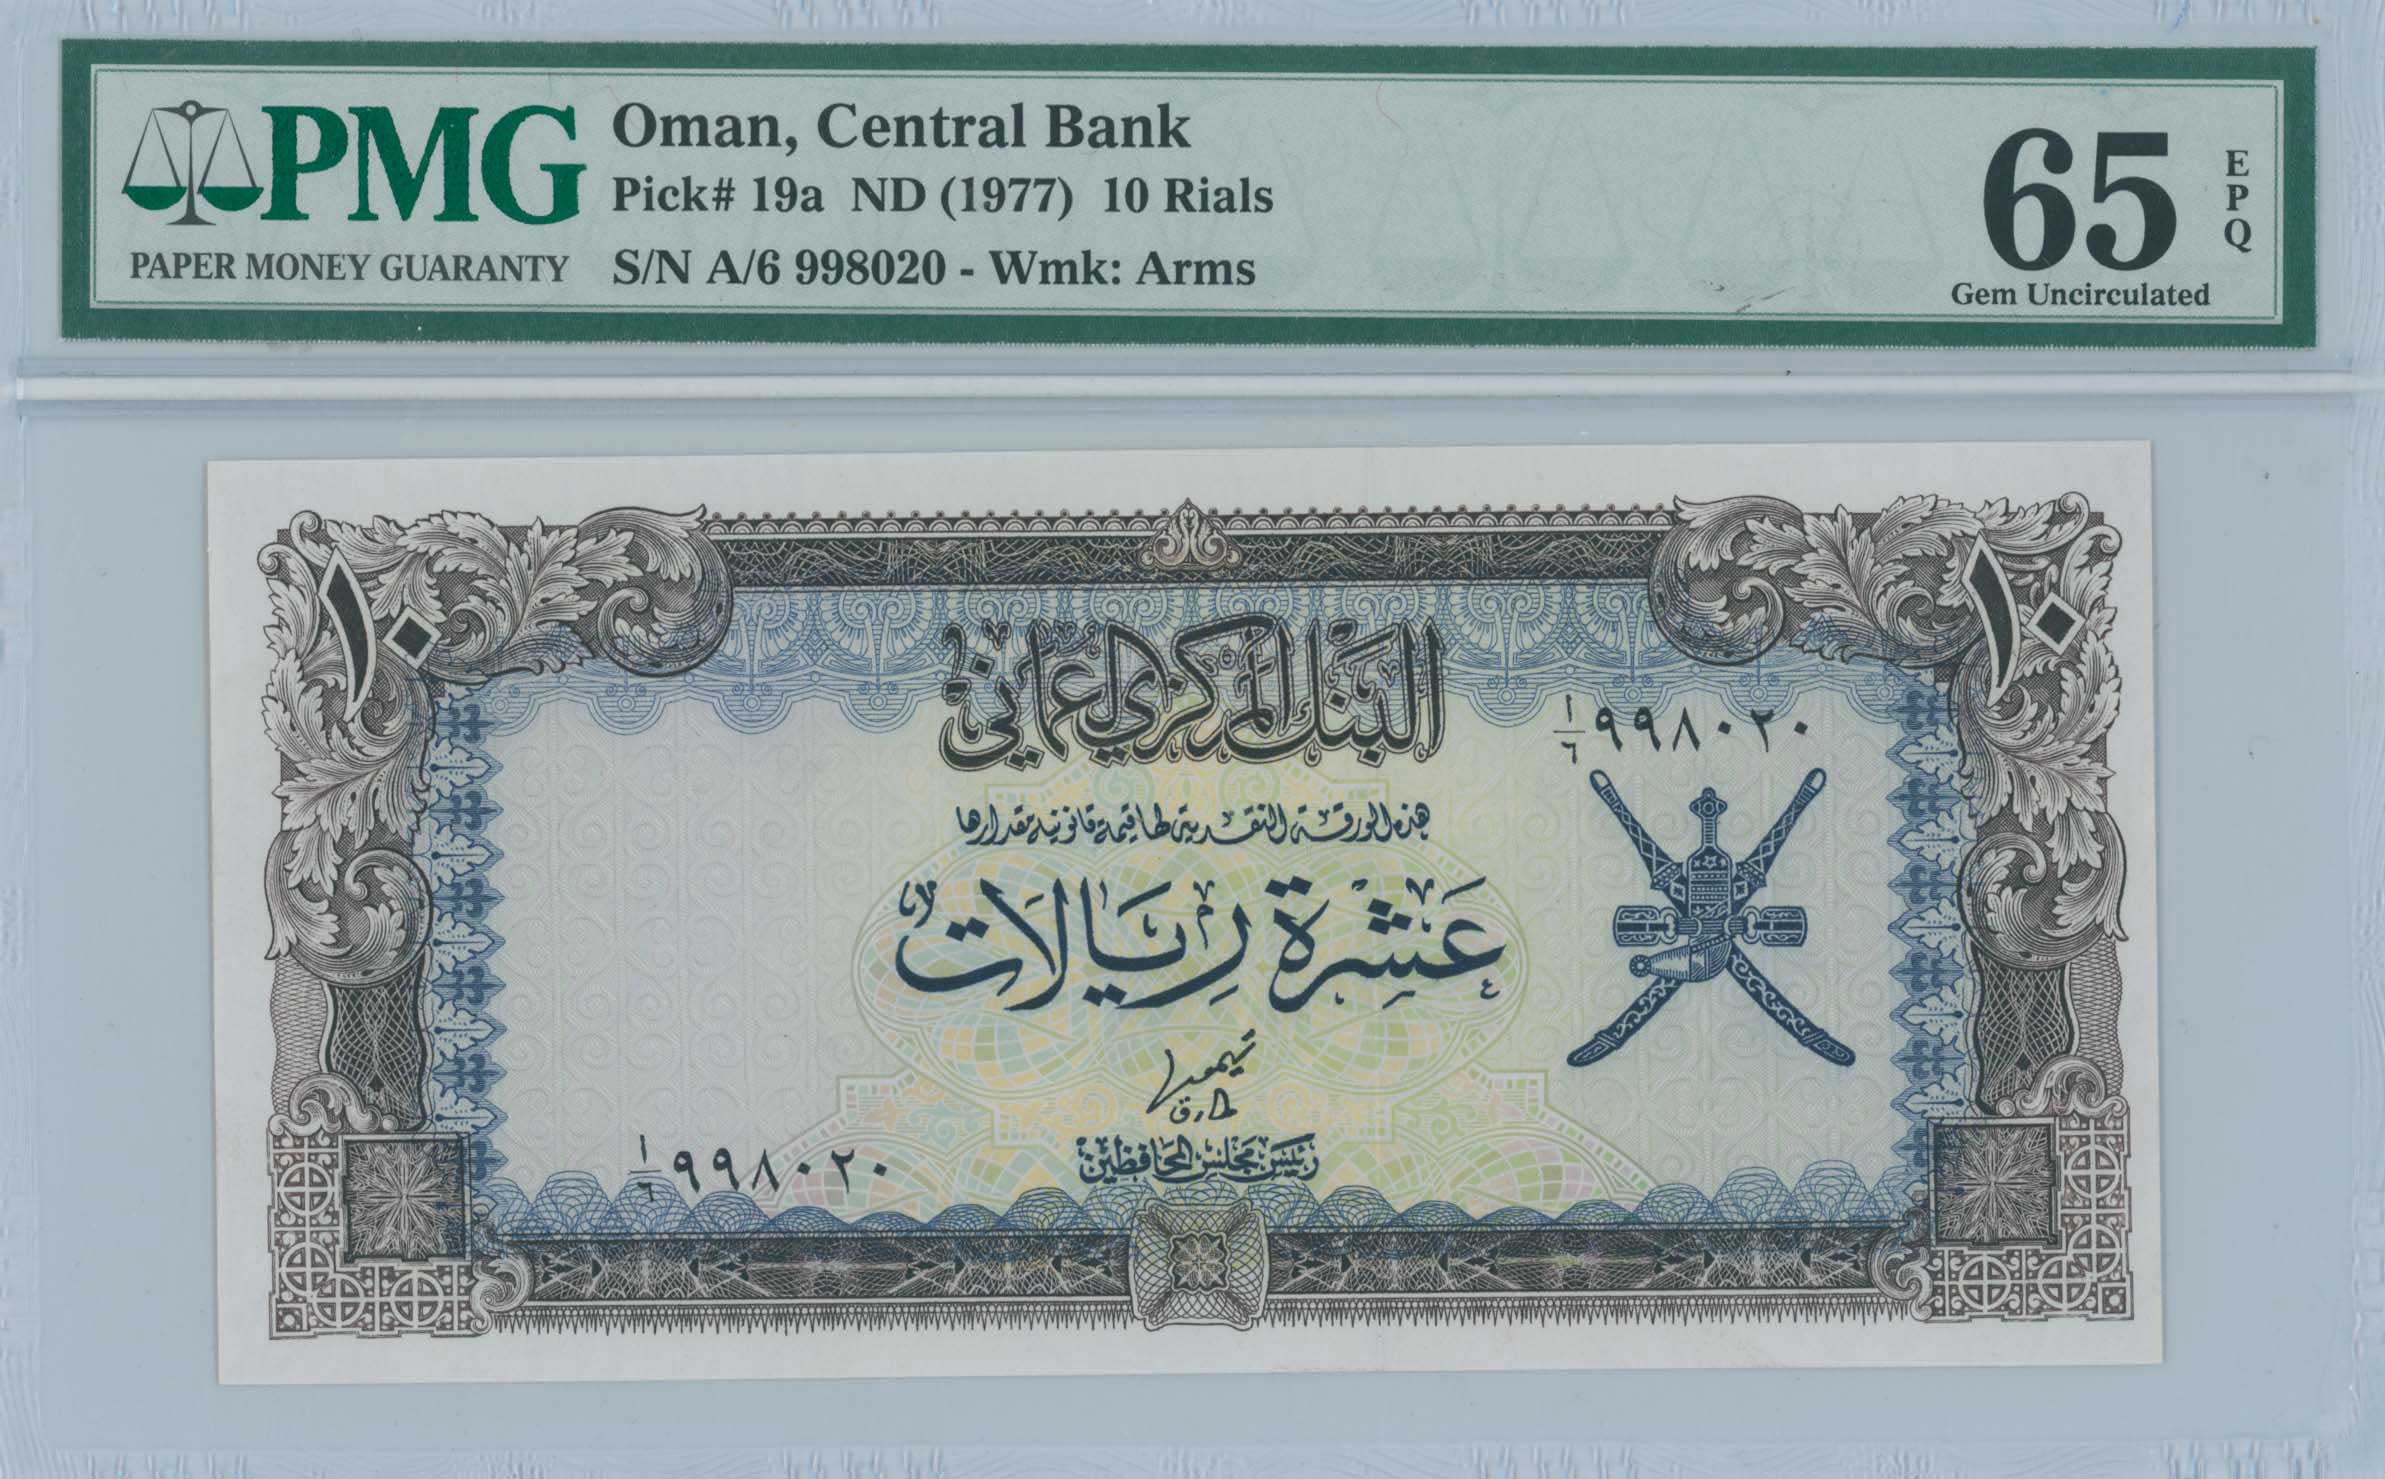 PMG
PAPER MONEY GUARANTY
Oman, Central Bank
Pick# 19a ND (1977) 10 Rials
S/N A/6 998020 - Wmk: Arms
65
EPQ
Gem Uncirculated
١٠
١٠
البنك المركزي العماني
١/٦ ٩٩٨٠٢٠
هذه الورقة النقدية لها قيمة قانونية مقدارها
عشرة ريالات
رئيس مجلس المحافظين
١/٦ ٩٩٨٠٢٠